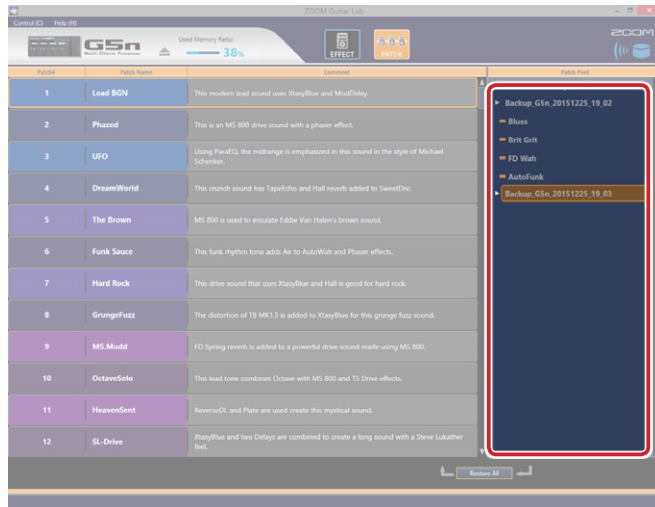 ZOOM Guitar Lab
Control (C) Help (H)
G5n
Multi-Effects Processor
Used Memory Ratio:
38%
EFFECT
PATCH
ZOOM
Patch# Patch Name Comment Patch Pool
1 Lead BGN This modern lead sound uses XtasyBlue and ModDelay.
2 Phazed This is an MS 800 drive sound with a phaser effect.
3 UFO Using ParaEQ, the midrange is emphasized in this sound in the style of Michael
Schenker.
4 DreamWorld This crunch sound has TapeEcho and Hall reverb added to SweetDrv.
5 The Brown MS 800 is used to emulate Eddie Van Halen's brown sound.
6 Funk Sauce This funk rhythm tone adds Air to AutoWah and Phaser effects.
7 Hard Rock This drive sound that uses XtasyBlue and Hall is good for hard rock.
8 GrungeFuzz The distortion of TB MK1.5 is added to XtasyBlue for this grunge fuzz sound.
9 MS.Mudd FD Spring reverb is added to a powerful drive sound made using MS 800.
10 OctaveSolo This lead tone combines Octave with MS 800 and TS Drive effects.
11 HeavenSent ReverseDL and Plate are used create this mystical sound.
12 SL-Drive XtasyBlue and two Delays are combined to create a long sound with a Steve Lukather
feel.
Backup_G5n_20151225_19_02
Blues
Brit Grit
FD Wah
AutoFunk
Backup_G5n_20151225_19_03
Restore All